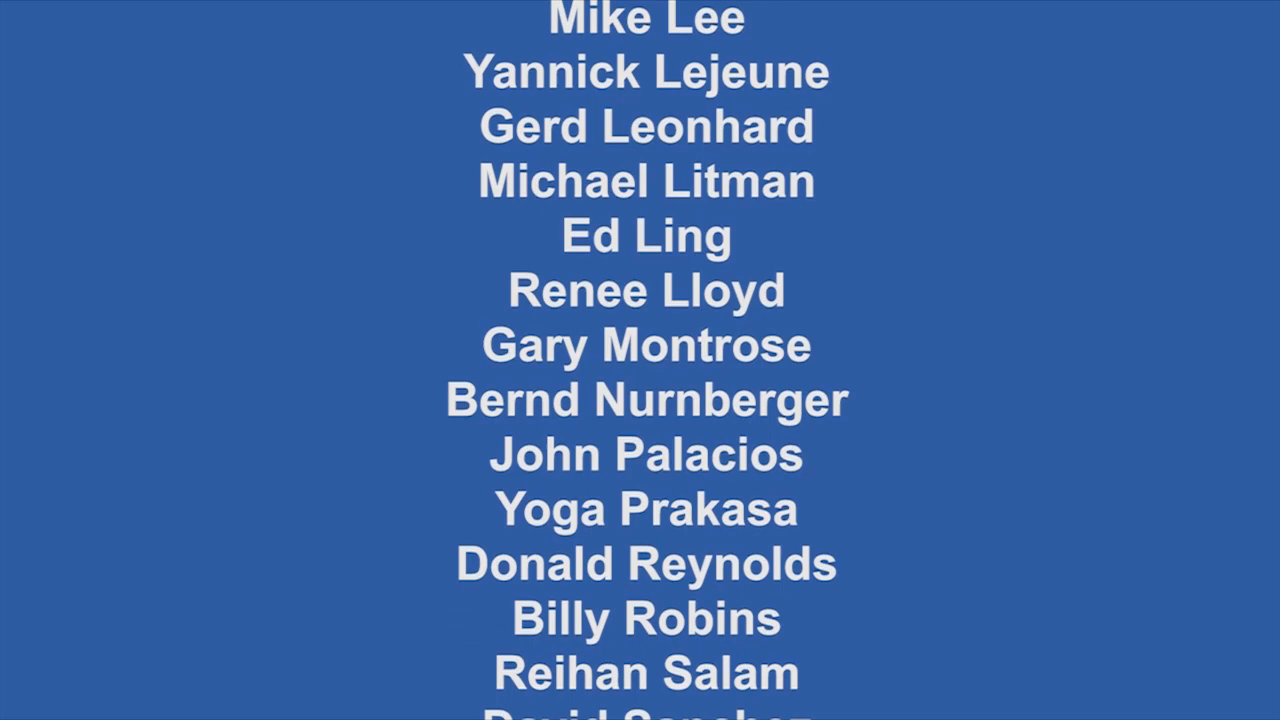 Mike Lee
Yannick Lejeune
Gerd Leonhard
Michael Litman
Ed Ling
Renee Lloyd
Gary Montrose
Bernd Nurnberger
John Palacios
Yoga Prakasa
Donald Reynolds
Billy Robins
Reihan Salam
David Sanchez